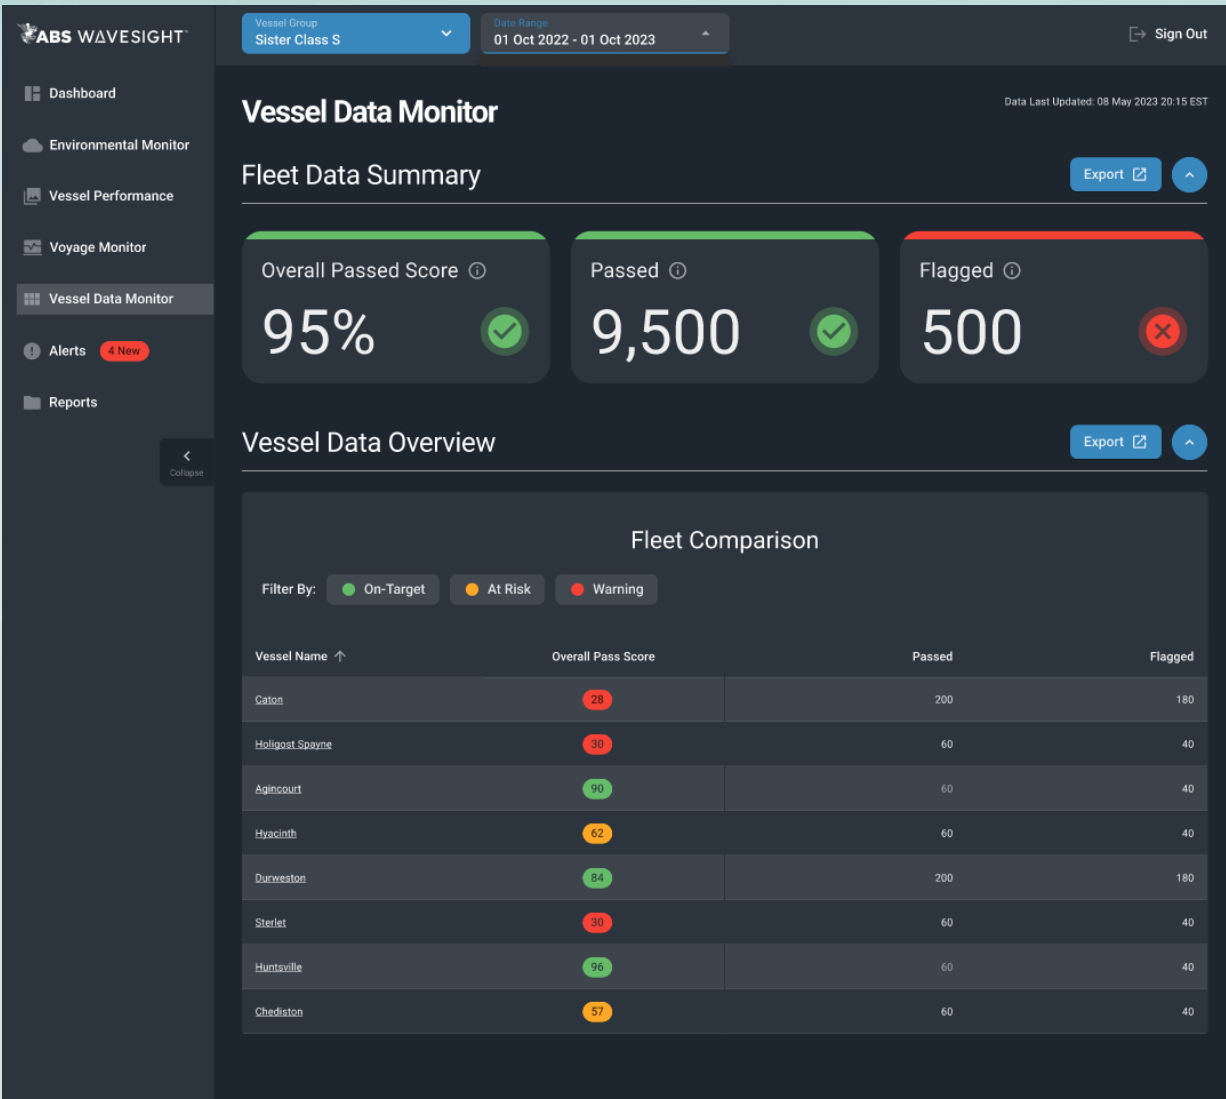 ABS WAVESIGHT
Vessel Group
Sister Class S
Date Range
01 Oct 2022 - 01 Oct 2023
Sign Out
Dashboard
Environmental Monitor
Vessel Performance
Voyage Monitor
Vessel Data Monitor
Alerts 4 New
Reports
Collapse
Vessel Data Monitor
Data Last Updated: 08 May 2023 20:15 EST
Fleet Data Summary
Export
Overall Passed Score
95%
Passed
9,500
Flagged
500
Vessel Data Overview
Export
Fleet Comparison
Filter By: On-Target At Risk Warning
Vessel Name Overall Pass Score Passed Flagged
Caton 28 200 180
Holigost Spayne 30 60 40
Agincourt 90 60 40
Hyacinth 62 60 40
Durweston 84 200 180
Sterlet 30 60 40
Huntsville 96 60 40
Chediston 57 60 40